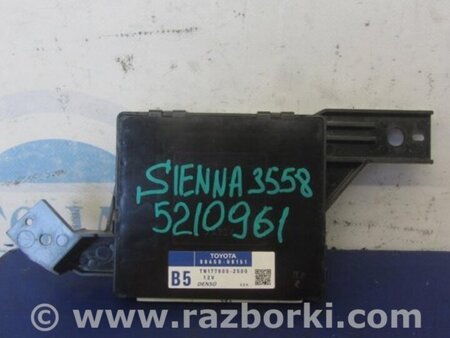 SIENNA 3558
5210961
TOYOTA
B5
12V
DENSO
www.razborki.com